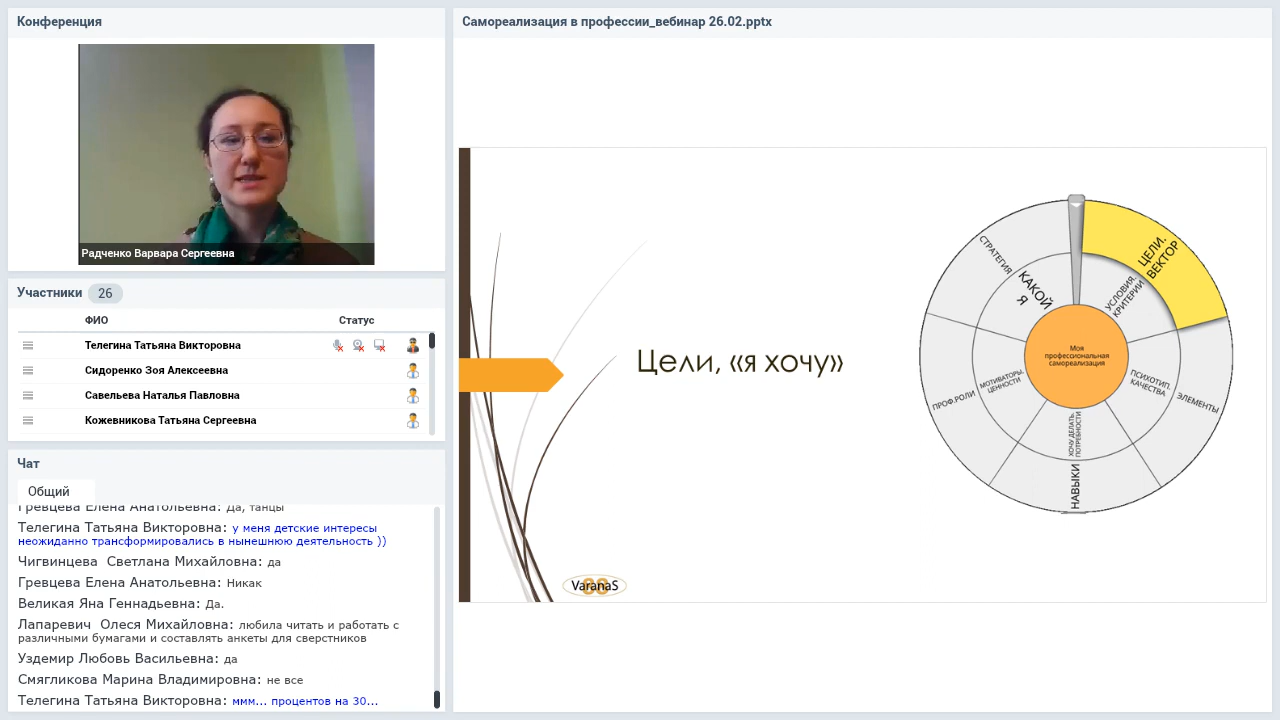 Конференция
Радченко Варвара Сергеевна
Участники 26
ФИО Статус
Телегина Татьяна Викторовна
Сидоренко Зоя Алексеевна
Савельева Наталья Павловна
Кожевникова Татьяна Сергеевна
Чат
Общий
Гревцева Елена Анатольевна: Да, танцы
Телегина Татьяна Викторовна: у меня детские интересы
неожиданно трансформировались в нынешнюю деятельность ))
Чигвинцева Светлана Михайловна: да
Гревцева Елена Анатольевна: Никак
Великая Яна Геннадьевна: Да.
Лапаревич Олеся Михайловна: любила читать и работать с
различными бумагами и составлять анкеты для сверстников
Уздемир Любовь Васильевна: да
Смягликова Марина Владимировна: не все
Телегина Татьяна Викторовна: ммм... процентов на 30...
Самореализация в профессии_вебинар 26.02.pptx
Цели, «я хочу»
VaranaS
СТРАТЕГИЯ
КАКОЙ
Я
ЦЕЛИ.
ВЕКТОР
УСЛОВИЯ.
КРИТЕРИИ
Моя
профессиональная
самореализация
ПРОФ.РОЛИ
МОТИВАТОРЫ,
ЦЕННОСТИ
ПСИХОТИП.
КАЧЕСТВА
ЭЛЕМЕНТЫ
ХОЧУ ДЕЛАТЬ.
ПОТРЕБНОСТИ
НАВЫКИ